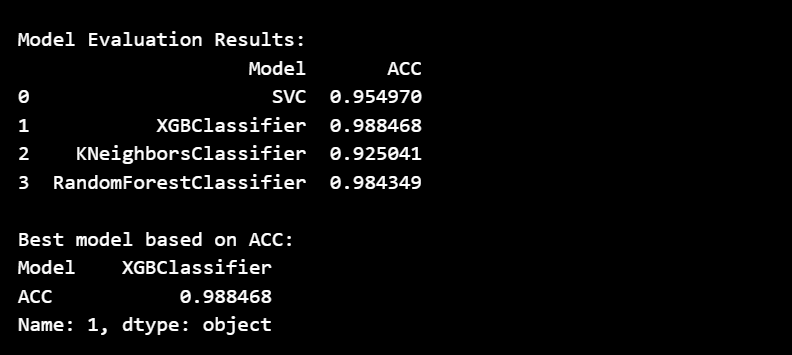 Model Evaluation Results:
Model ACC
0 SVC 0.954970
1 XGBClassifier 0.988468
2 KNeighborsClassifier 0.925041
3 RandomForestClassifier 0.984349
Best model based on ACC:
Model XGBClassifier
ACC 0.988468
Name: 1, dtype: object